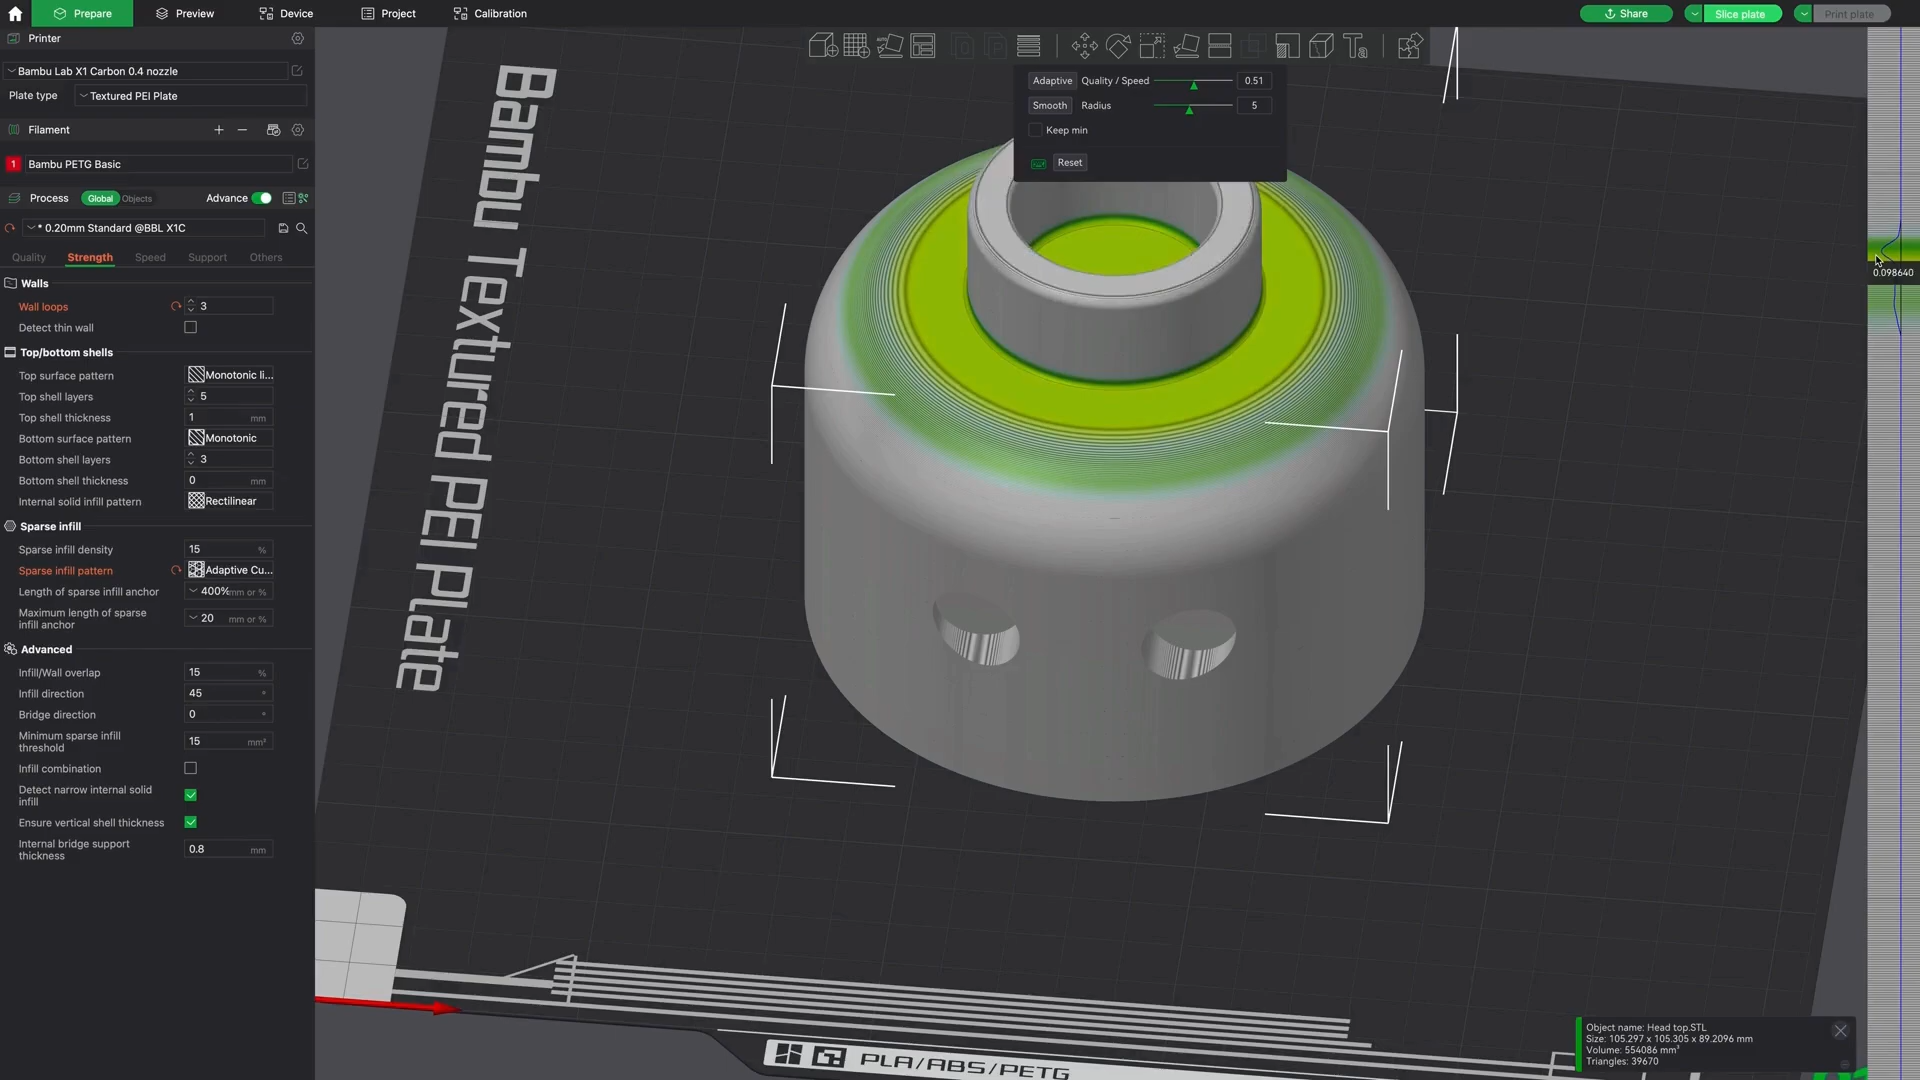 Prepare
Preview
Device
Project
Calibration
Share
Slice plate
Print plate
Printer
Bambu Lab X1 Carbon 0.4 nozzle
Plate type
Textured PEI Plate
Filament
1
Bambu PETG Basic
Process
Global
Objects
Advance
* 0.20mm Standard @BBL X1C
Quality
Strength
Speed
Support
Others
Walls
Wall loops
3
Detect thin wall
Top/bottom shells
Top surface pattern
Monotonic li...
Top shell layers
5
Top shell thickness
1 mm
Bottom surface pattern
Monotonic
Bottom shell layers
3
Bottom shell thickness
0 mm
Internal solid infill pattern
Rectilinear
Sparse infill
Sparse infill density
15 %
Sparse infill pattern
Adaptive Cu...
Length of sparse infill anchor
400% mm or %
Maximum length of sparse
infill anchor
20 mm or %
Advanced
Infill/Wall overlap
15 %
Infill direction
45 °
Bridge direction
0 °
Minimum sparse infill
threshold
15 mm²
Infill combination
Detect narrow internal solid
infill
Ensure vertical shell thickness
Internal bridge support
thickness
0.8 mm
Adaptive
Quality / Speed
0.51
Smooth
Radius
5
Keep min
Reset
Bambu Textured PEI Plate
0.098640
PLA/ABS/PETG
Object name: Head top.STL
Size: 105.297 x 105.305 x 89.2096 mm
Volume: 554086 mm³
Triangles: 39670